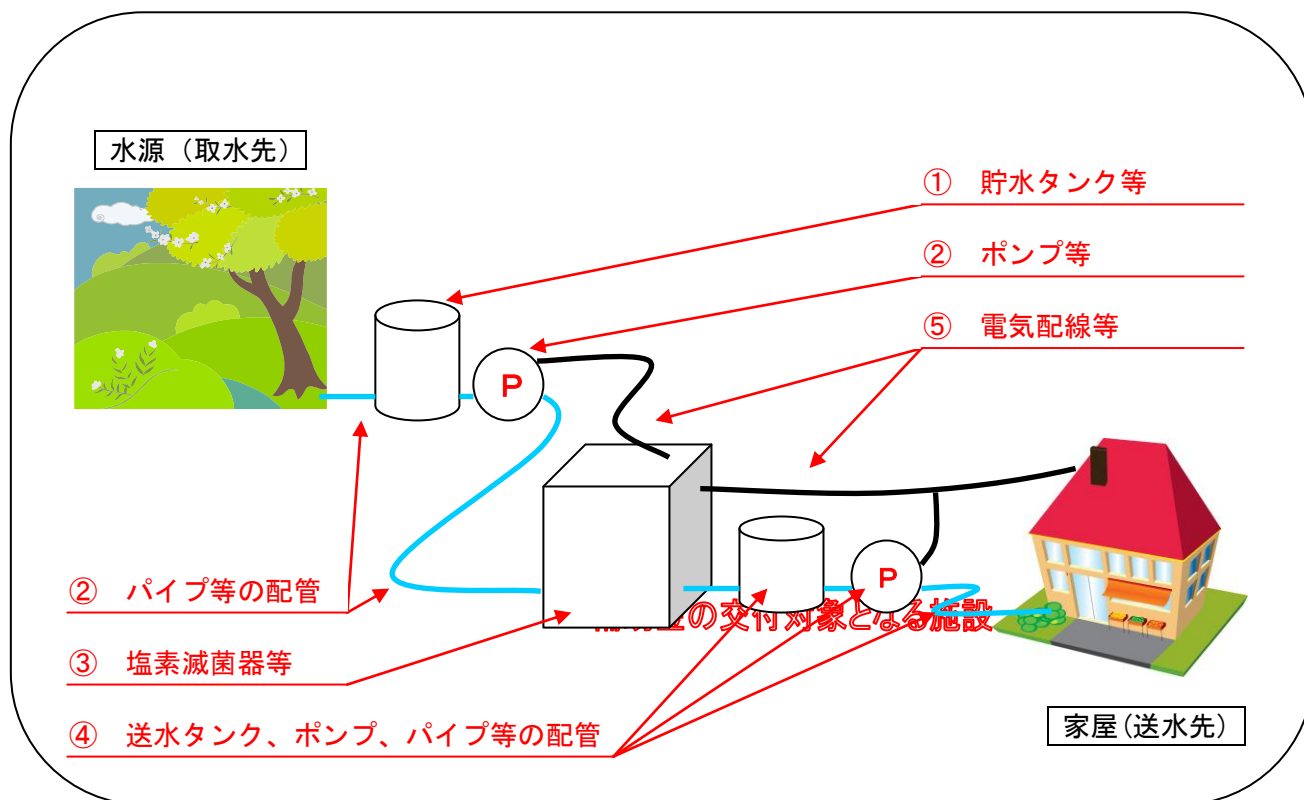 水源（取水先）
① 貯水タンク等
② ポンプ等
⑤ 電気配線等
P
P
② パイプ等の配管
の交付対象となる施設
③ 塩素滅菌器等
④ 送水タンク、ポンプ、パイプ等の配管
家屋(送水先)